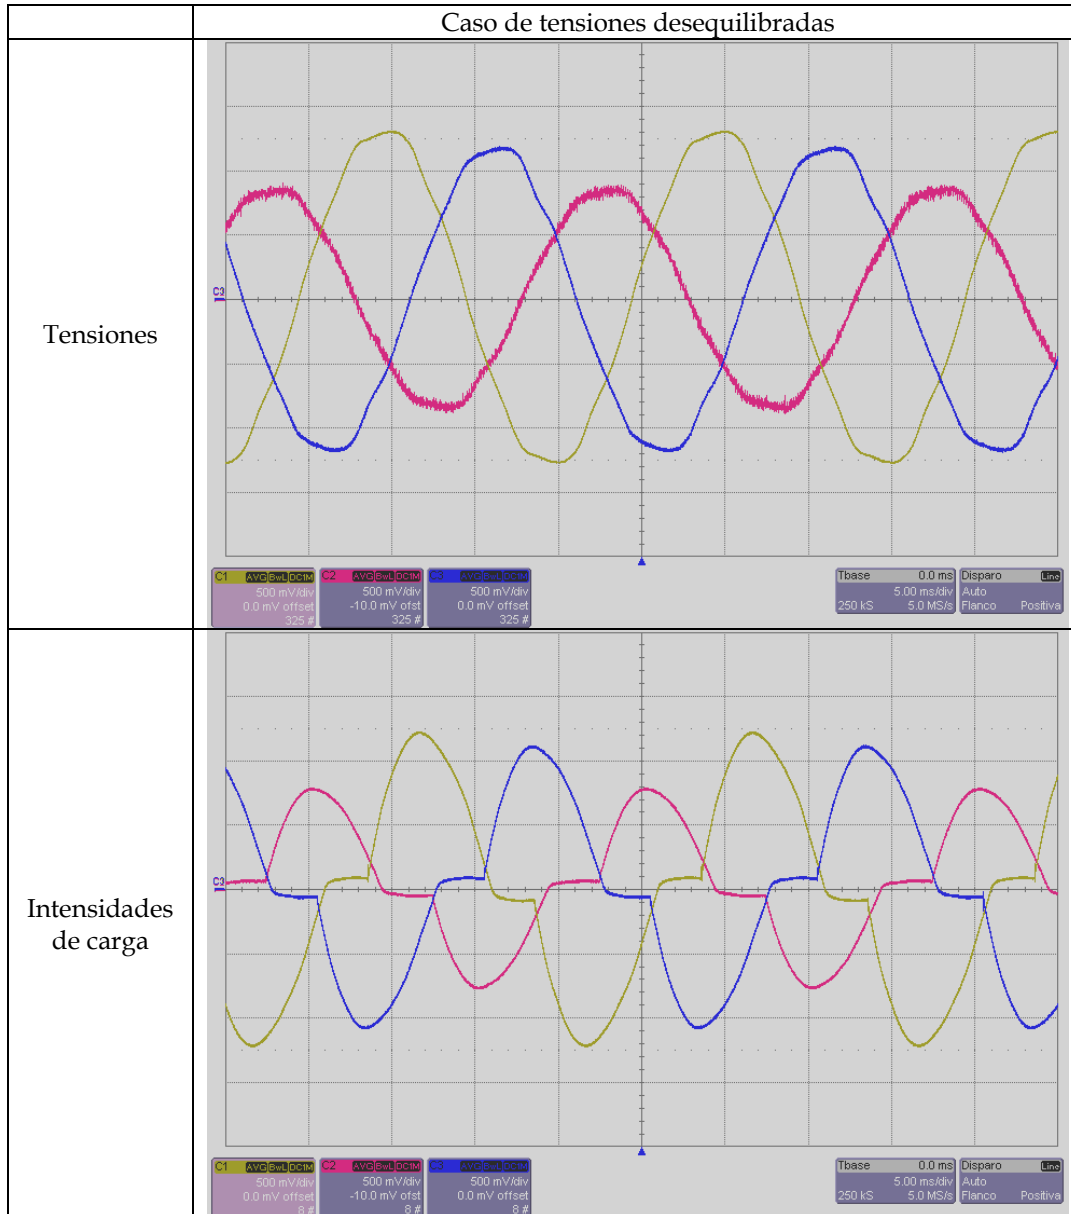 Caso de tensiones desequilibradas
Tensiones
C3
C1 AVG BwL DC1M
500 mV/div
0.0 mV offset
325 #
C2 AVG BwL DC1M
500 mV/div
-10.0 mV ofst
325 #
C3 AVG BwL DC1M
500 mV/div
0.0 mV offset
325 #
Tbase 0.0 ms
5.00 ms/div
250 kS 5.0 MS/s
Disparo Line
Auto
Flanco Positiva
Intensidades
de carga
C3
C1 AVG BwL DC1M
500 mV/div
0.0 mV offset
8 #
C2 AVG BwL DC1M
500 mV/div
-10.0 mV ofst
8 #
C3 AVG BwL DC1M
500 mV/div
0.0 mV offset
8 #
Tbase 0.0 ms
5.00 ms/div
250 kS 5.0 MS/s
Disparo Line
Auto
Flanco Positiva